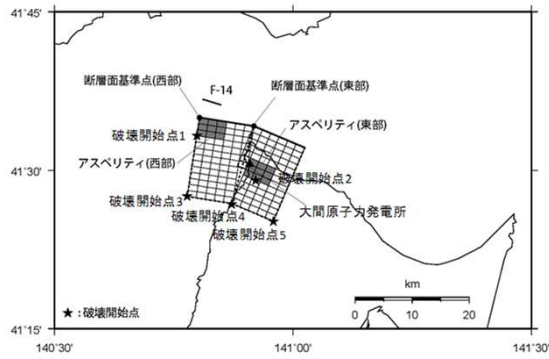 41°45'
断層面基準点(西部)
F-14
断層面基準点(東部)
アスペリティ(東部)
破壊開始点1
41°30'
アスペリティ(西部)
破壊開始点2
破壊開始点3
大間原子力発電所
破壊開始点4
破壊開始点5
km
0 10 20
★:破壊開始点
41°15'
140°30' 141°00' 141°30'